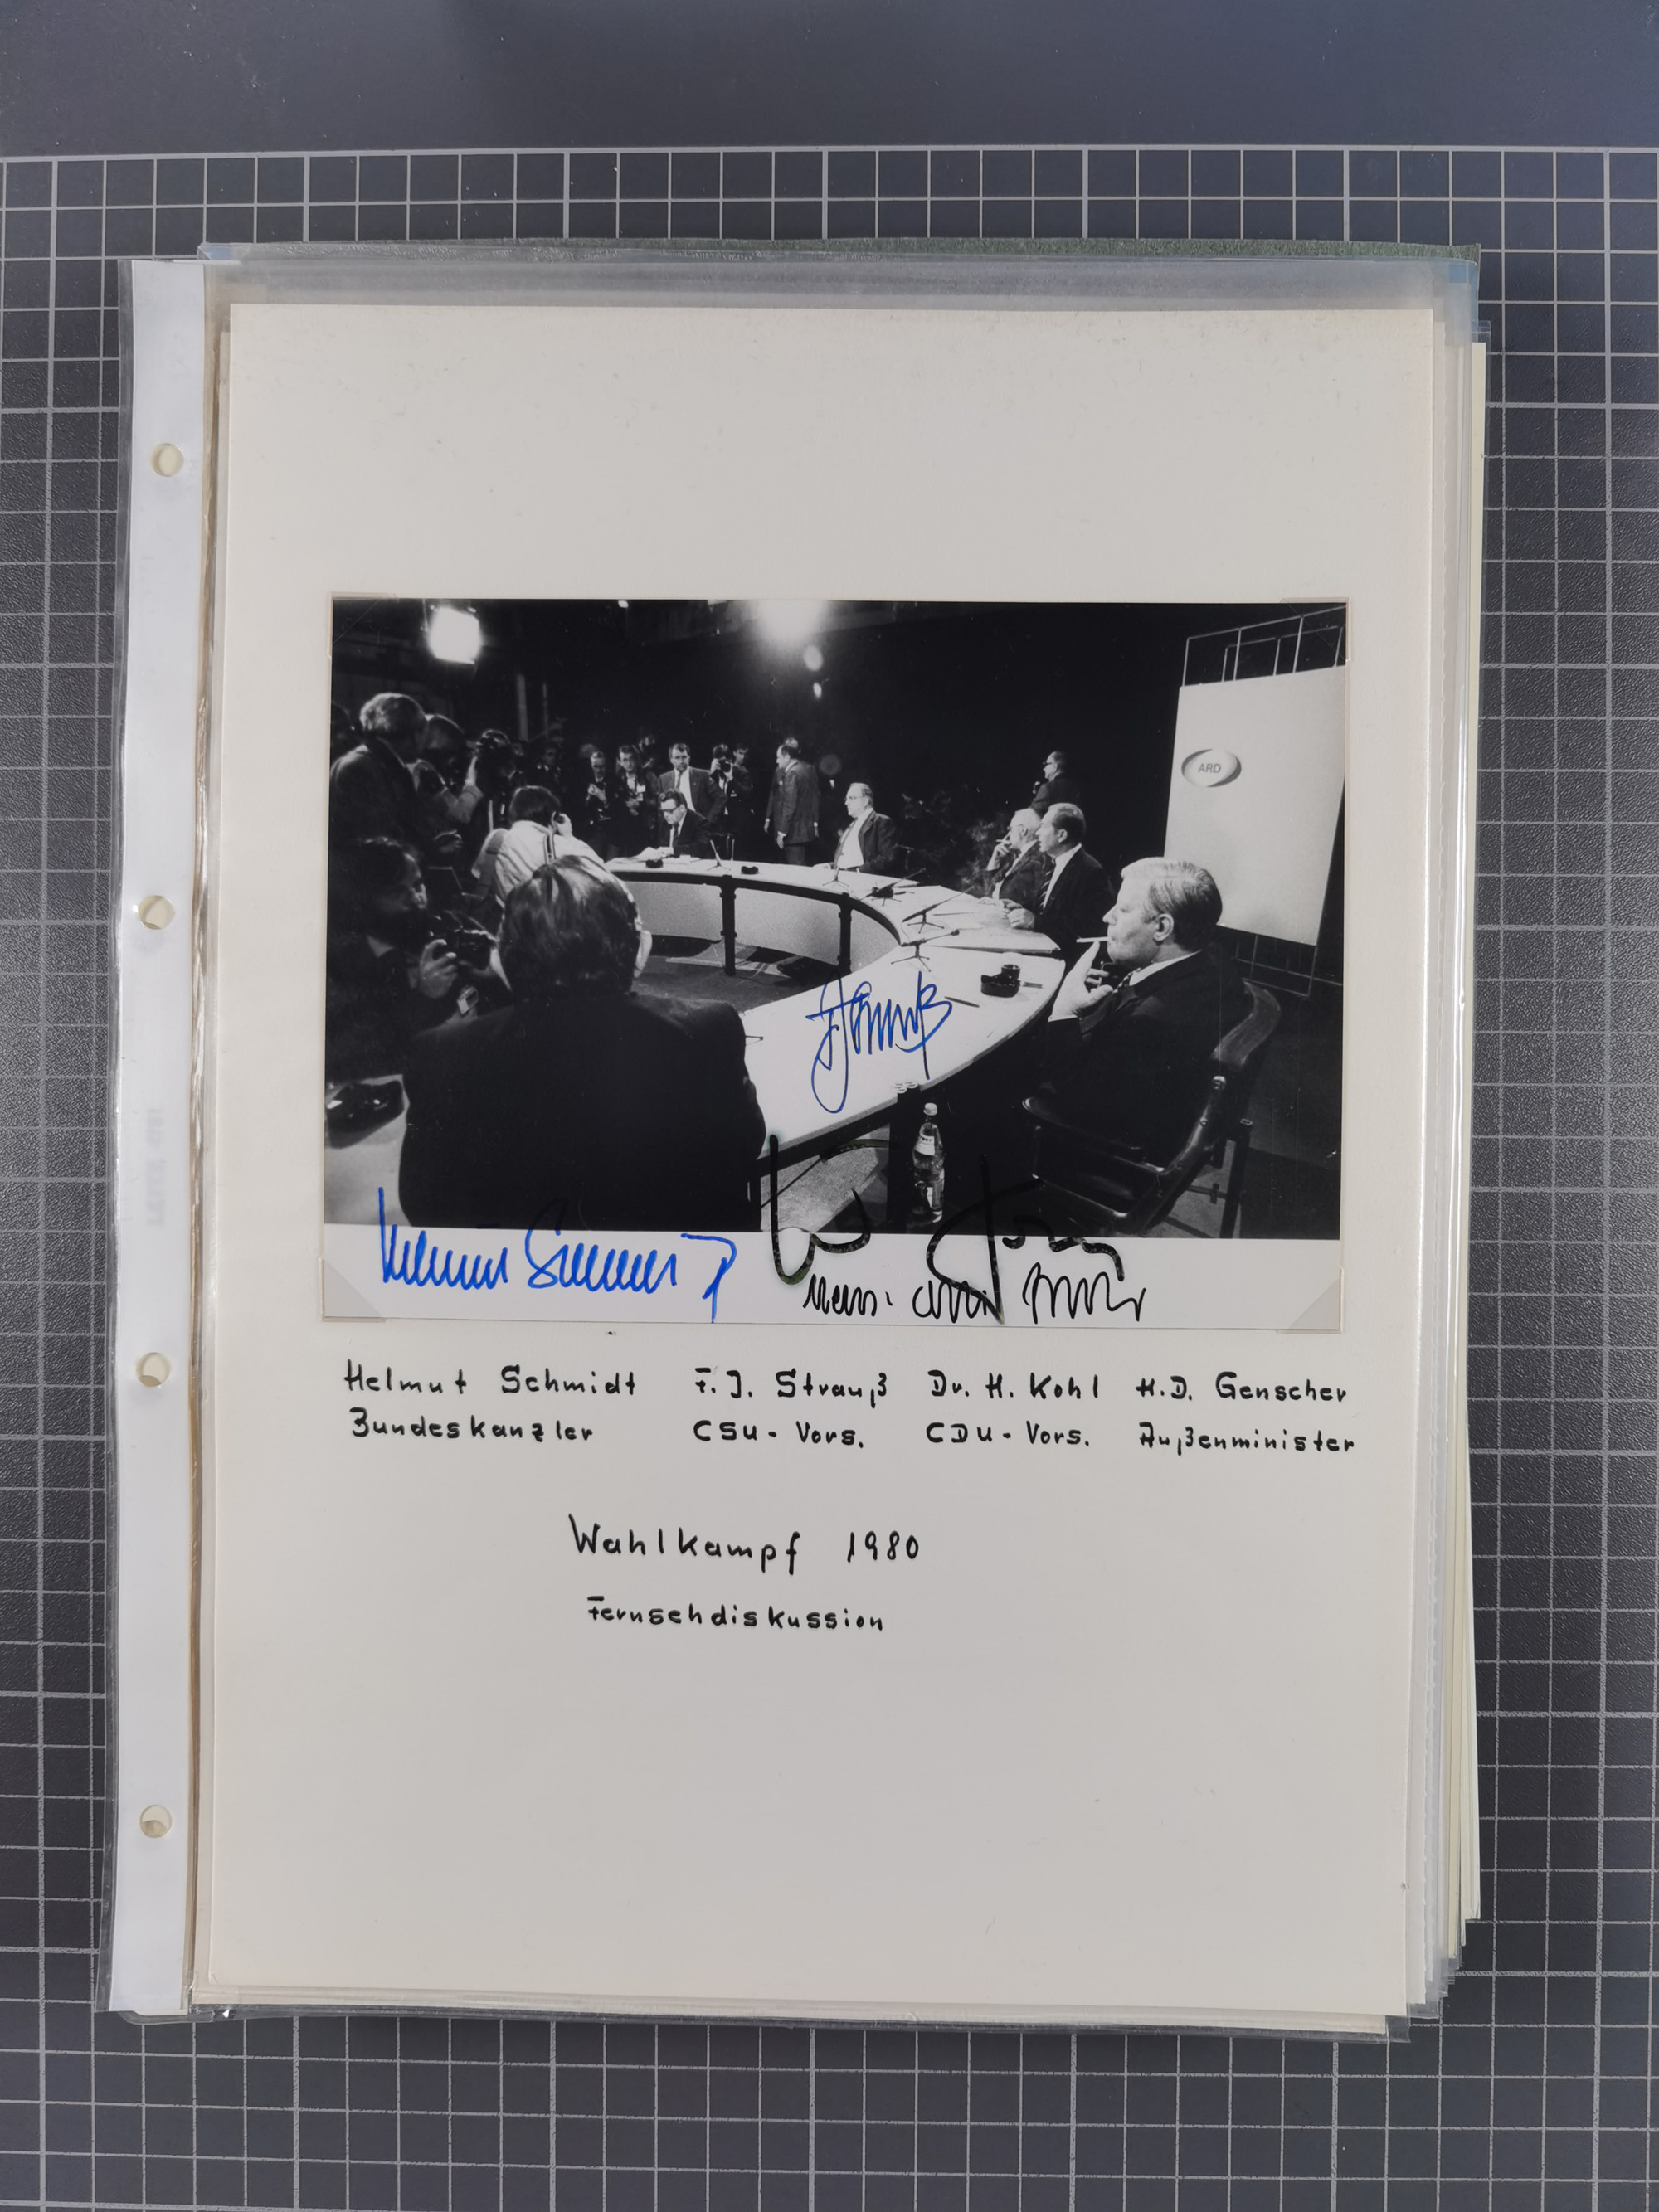 ARD
Helmut Schmidt F. J. Strauß Dr. H. Kohl H.D. Genscher
Bundeskanzler CSU - Vors. CDU - Vors. Außenminister
Wahlkampf 1980
Fernsehdiskussion